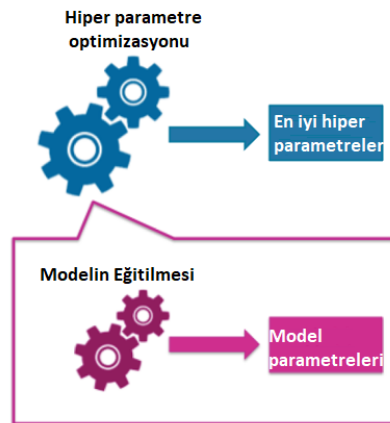 Hiper parametre
optimizasyonu
En iyi hiper
parametreler
Modelin Eğitilmesi
Model
parametreleri